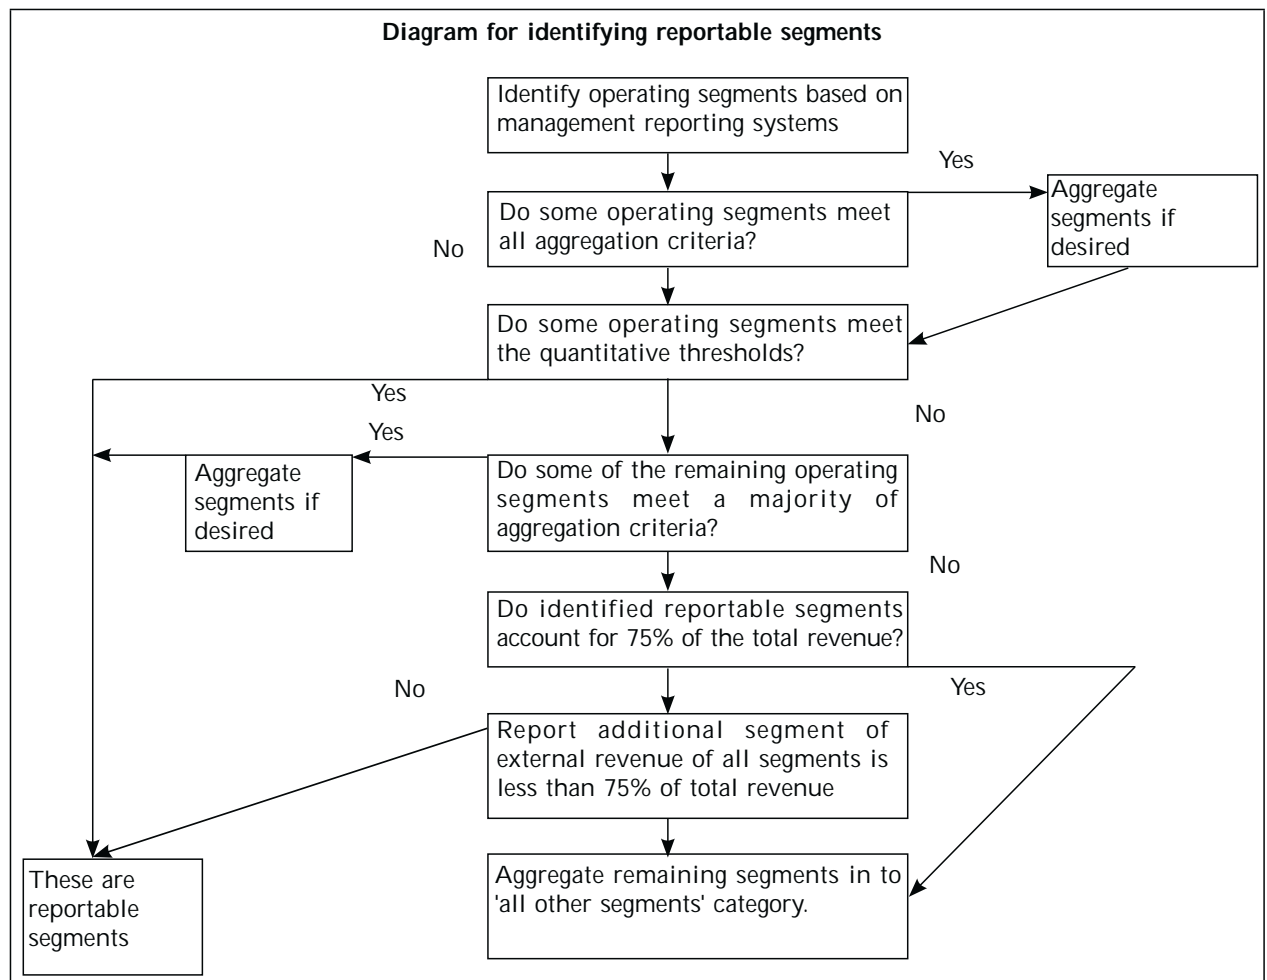 Diagram for identifying reportable segments
Identify operating segments based on
management reporting systems
Yes
Aggregate
segments if
desired
Do some operating segments meet
all aggregation criteria?
No
Do some operating segments meet
the quantitative thresholds?
Yes
No
Yes
Aggregate
segments if
desired
Do some of the remaining operating
segments meet a majority of
aggregation criteria?
No
Do identified reportable segments
account for 75% of the total revenue?
No
Yes
Report additional segment of
external revenue of all segments is
less than 75% of total revenue
These are
reportable
segments
Aggregate remaining segments in to
'all other segments' category.